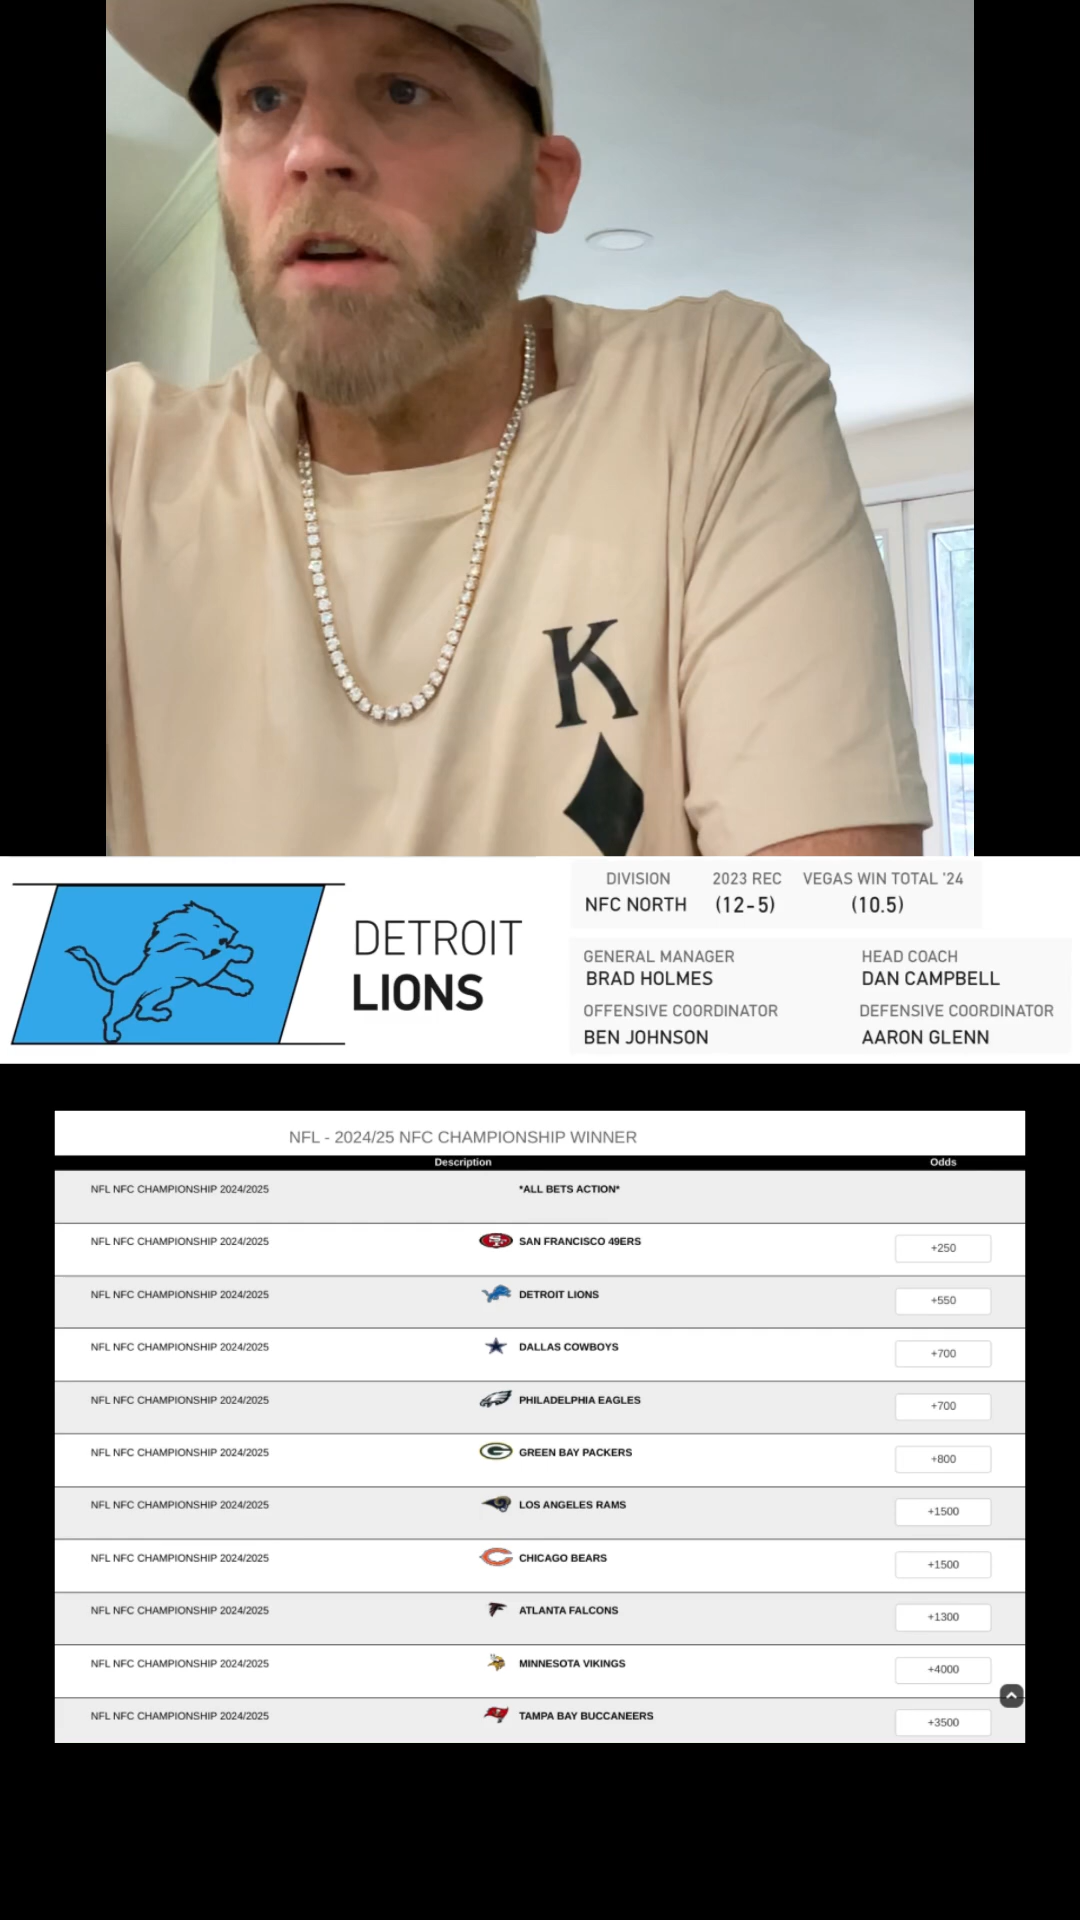 K
DETROIT
LIONS
DIVISION 2023 REC VEGAS WIN TOTAL '24
NFC NORTH (12-5) (10.5)
GENERAL MANAGER HEAD COACH
BRAD HOLMES DAN CAMPBELL
OFFENSIVE COORDINATOR DEFENSIVE COORDINATOR
BEN JOHNSON AARON GLENN
NFL - 2024/25 NFC CHAMPIONSHIP WINNER
Description Odds
NFL NFC CHAMPIONSHIP 2024/2025 *ALL BETS ACTION*
NFL NFC CHAMPIONSHIP 2024/2025 SF SAN FRANCISCO 49ERS +250
NFL NFC CHAMPIONSHIP 2024/2025 DETROIT LIONS +550
NFL NFC CHAMPIONSHIP 2024/2025 DALLAS COWBOYS +700
NFL NFC CHAMPIONSHIP 2024/2025 PHILADELPHIA EAGLES +700
NFL NFC CHAMPIONSHIP 2024/2025 G GREEN BAY PACKERS +800
NFL NFC CHAMPIONSHIP 2024/2025 LOS ANGELES RAMS +1500
NFL NFC CHAMPIONSHIP 2024/2025 C CHICAGO BEARS +1500
NFL NFC CHAMPIONSHIP 2024/2025 ATLANTA FALCONS +1300
NFL NFC CHAMPIONSHIP 2024/2025 MINNESOTA VIKINGS +4000
NFL NFC CHAMPIONSHIP 2024/2025 TAMPA BAY BUCCANEERS +3500